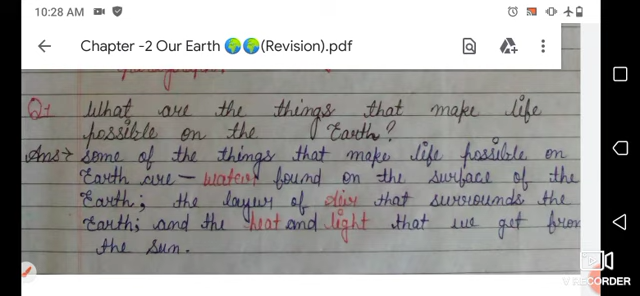 10:28 AM
Chapter -2 Our Earth 🌍🌍(Revision).pdf
Q1 What are the things that make life
possible on the Earth?
Ans→ Some of the things that make life possible on
Earth are - water found on the surface of the
Earth; the layer of air that surrounds the
Earth; and the heat and light that we get from
the sun.
V RECORDER